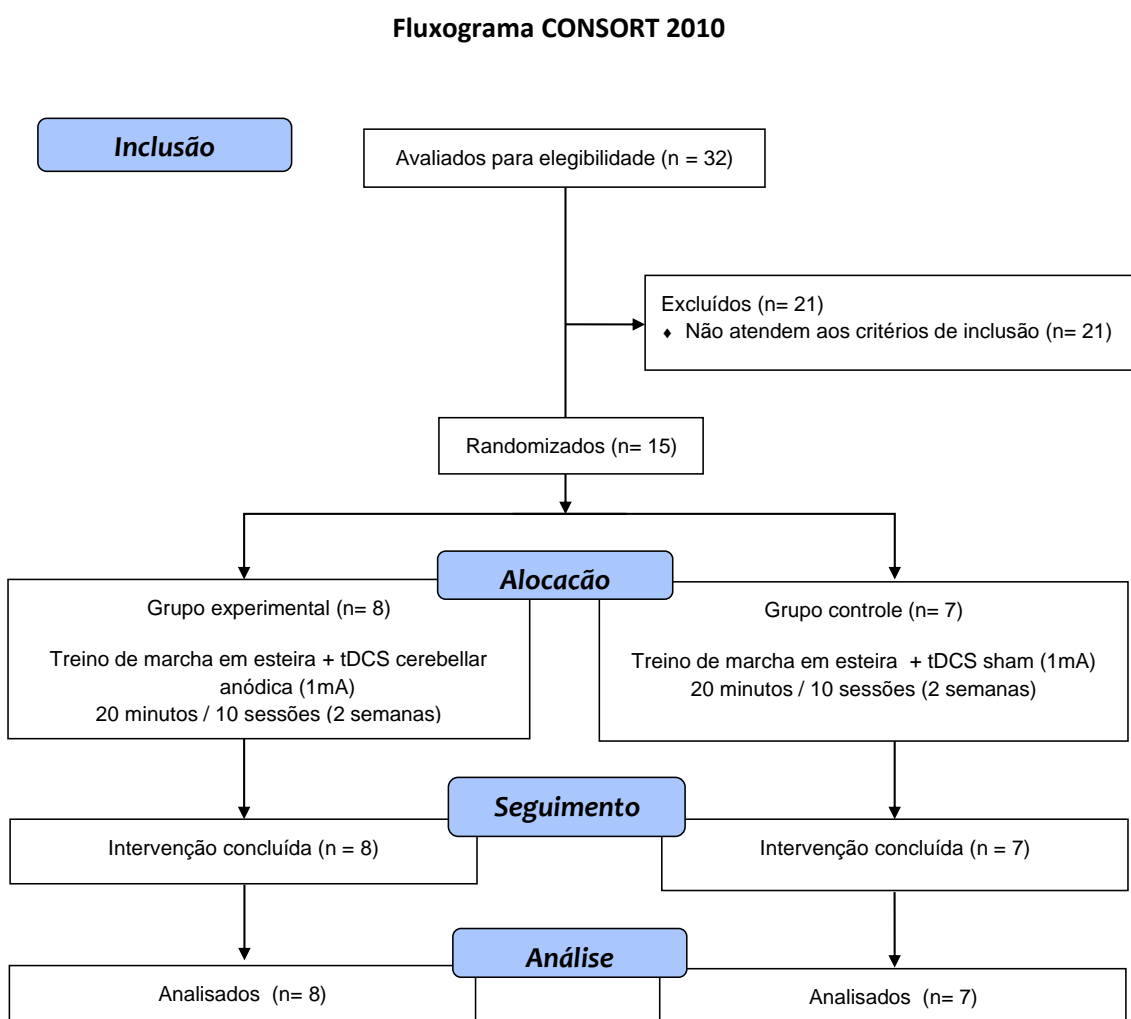 Fluxograma CONSORT 2010
Inclusão
Avaliados para elegibilidade (n = 32)
Excluídos (n= 21)
♦ Não atendem aos critérios de inclusão (n= 21)
Randomizados (n= 15)
Alocacão
Grupo experimental (n= 8)
Treino de marcha em esteira + tDCS cerebellar
anódica (1mA)
20 minutos / 10 sessões (2 semanas)
Grupo controle (n= 7)
Treino de marcha em esteira + tDCS sham (1mA)
20 minutos / 10 sessões (2 semanas)
Seguimento
Intervenção concluída (n = 8)
Intervenção concluída (n = 7)
Análise
Analisados (n= 8)
Analisados (n= 7)